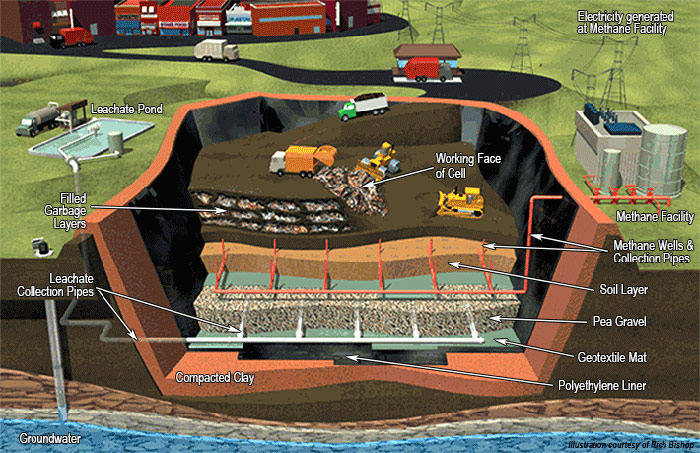 Electricity generated
at Methane Facility
Leachate Pond
Working Face
of Cell
Filled
Garbage
Layers
Methane Facility
Methane Wells &
Collection Pipes
Leachate
Collection Pipes
Soil Layer
Pea Gravel
Geotextile Mat
Compacted Clay
Polyethylene Liner
Groundwater
Illustration courtesy of Rich Bishop